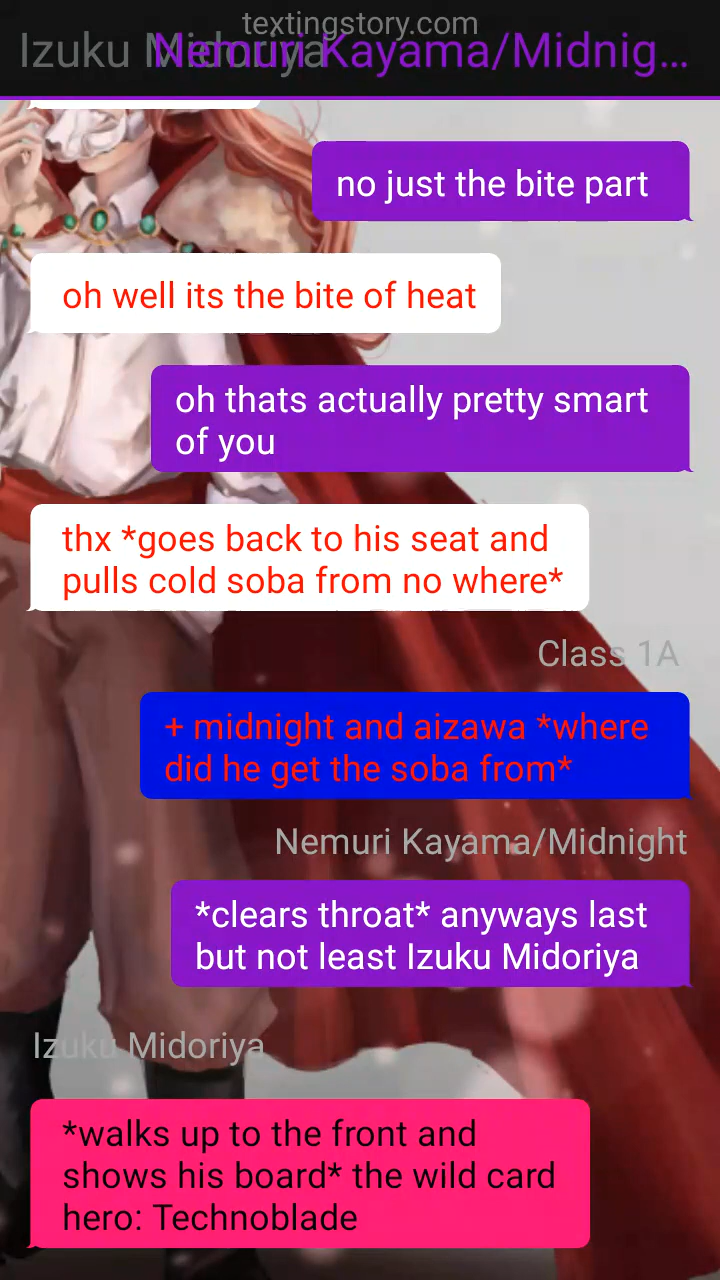 textingstory.com
Izuku Midoriya
Nemuri Kayama/Midnig...
no just the bite part
oh well its the bite of heat
oh thats actually pretty smart
of you
thx *goes back to his seat and
pulls cold soba from no where*
Class 1A
+ midnight and aizawa *where
did he get the soba from*
Nemuri Kayama/Midnight
*clears throat* anyways last
but not least Izuku Midoriya
Izuku Midoriya
*walks up to the front and
shows his board* the wild card
hero: Technoblade